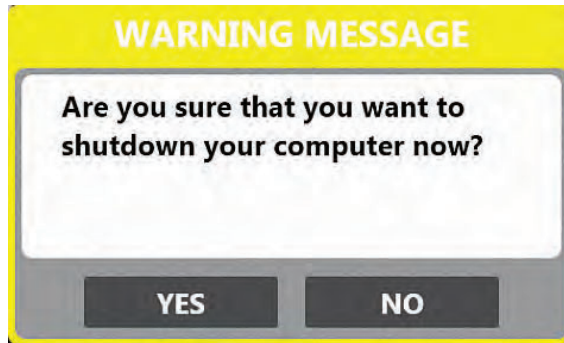 WARNING MESSAGE
Are you sure that you want to
shutdown your computer now?
YES
NO